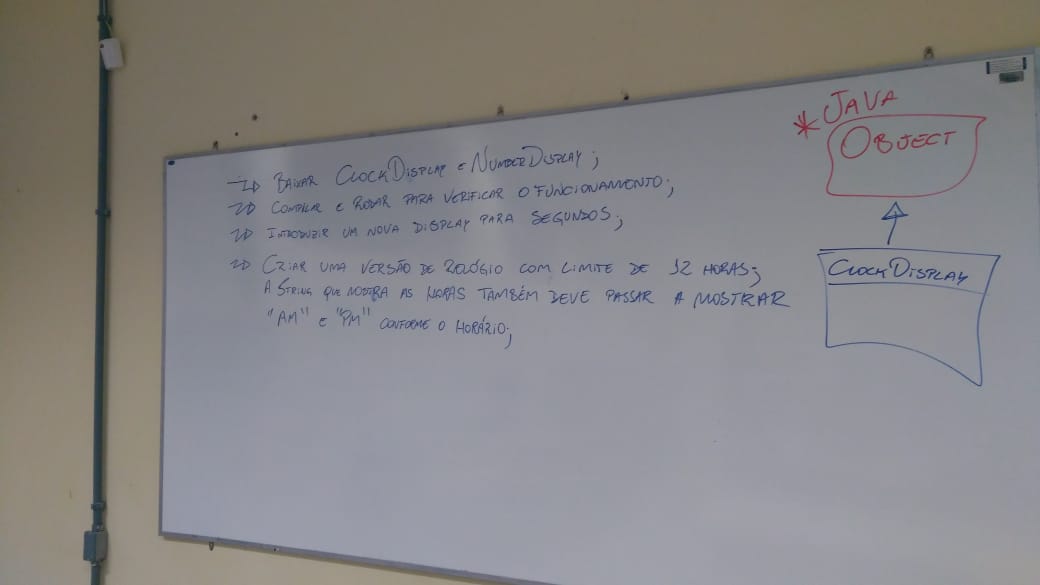 BAIXAR CLOCKDISPLAY E NUMBERDISPLAY;
COMPILAR E RODAR PARA VERIFICAR O FUNCIONAMENTO;
INTRODUZIR UM NOVA DISPLAY PARA SEGUNDOS;
CRIAR UMA VERSÃO DE RELÓGIO COM LIMITE DE 12 HORAS;
A STRING QUE MOSTRA AS HORAS TAMBÉM DEVE PASSAR A MOSTRAR
"AM" E "PM" CONFORME O HORÁRIO;
* JAVA
OBJECT
CLOCKDISPLAY